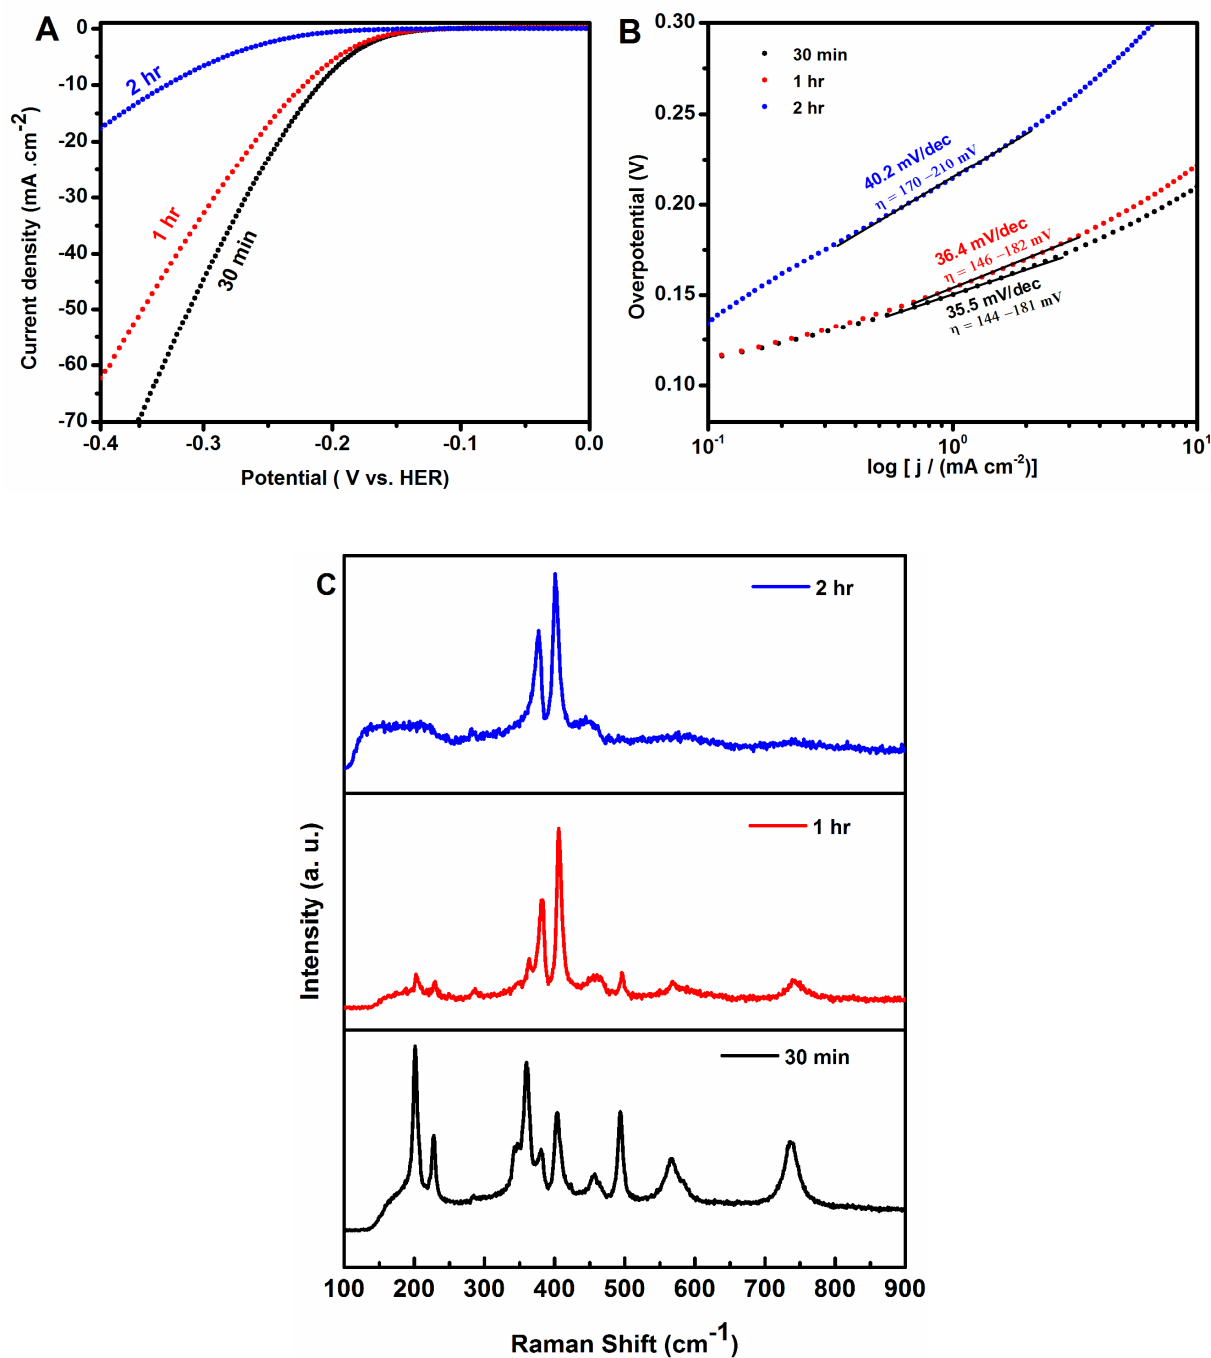 A
0
-10
-20
-30
-40
-50
-60
-70
-0.4
-0.3
-0.2
-0.1
0.0
Current density (mA .cm-2)
Potential ( V vs. HER)
2 hr
1 hr
30 min
B
0.30
0.25
0.20
0.15
0.10
10-1
100
101
Overpotential (V)
log [ j / (mA cm-2)]
30 min
1 hr
2 hr
40.2 mV/dec
η = 170 –210 mV
36.4 mV/dec
η = 146 –182 mV
35.5 mV/dec
η = 144 –181 mV
C
2 hr
1 hr
30 min
Intensity (a. u.)
100
200
300
400
500
600
700
800
900
Raman Shift (cm-1)